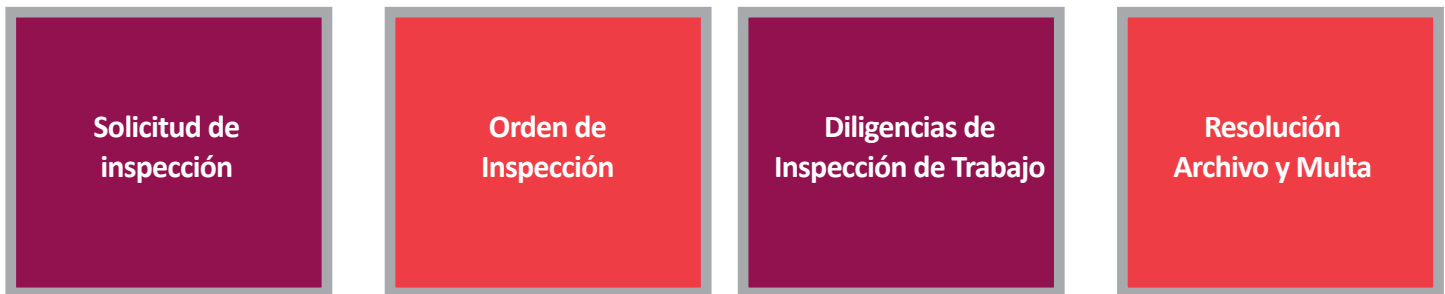 Solicitud de
inspección
Orden de
Inspección
Diligencias de
Inspección de Trabajo
Resolución
Archivo y Multa